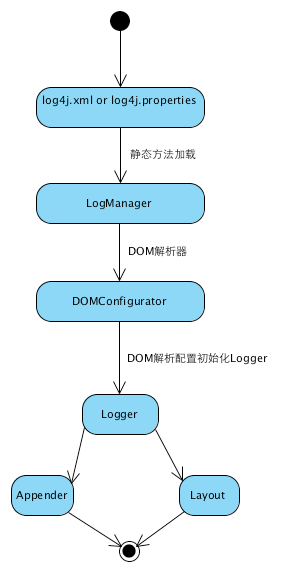 log4j.xml or log4j.properties
静态方法加载
LogManager
DOM解析器
DOMConfigurator
DOM解析配置初始化Logger
Logger
Appender
Layout